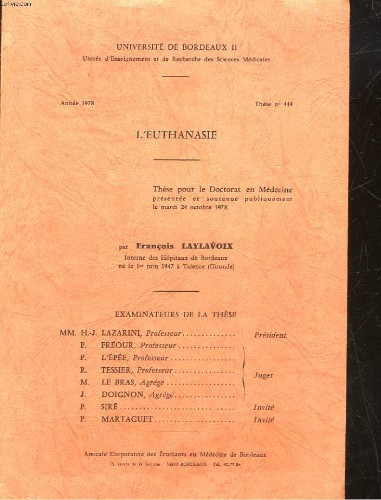 UNIVERSITÉ DE BORDEAUX II
Unités d'Enseignement et de Recherche des Sciences Médicales
Année 1978 Thèse n° 444
L'EUTHANASIE
Thèse pour le Doctorat en Médecine
présentée et soutenue publiquement
le mardi 24 octobre 1978
par François LAYLAVOIX
Interne des Hôpitaux de Bordeaux
né le 1er juin 1947 à Talence (Gironde)
EXAMINATEURS DE LA THÈSE
MM. H.-J. LAZARINI, Professeur .............. Président
P. FRÉOUR, Professeur ..............
P. L'ÉPÉE, Professeur ..............
R. TESSIER, Professeur .............. Juges
M. LE BRAS, Agrégé ..............
J. DOIGNON, Agrégé ..............
P. SIRÉ .............. Invité
P. MARTAGUET .............. Invité
Amicale Corporative des Étudiants en Médecine de Bordeaux
BORDEAUX